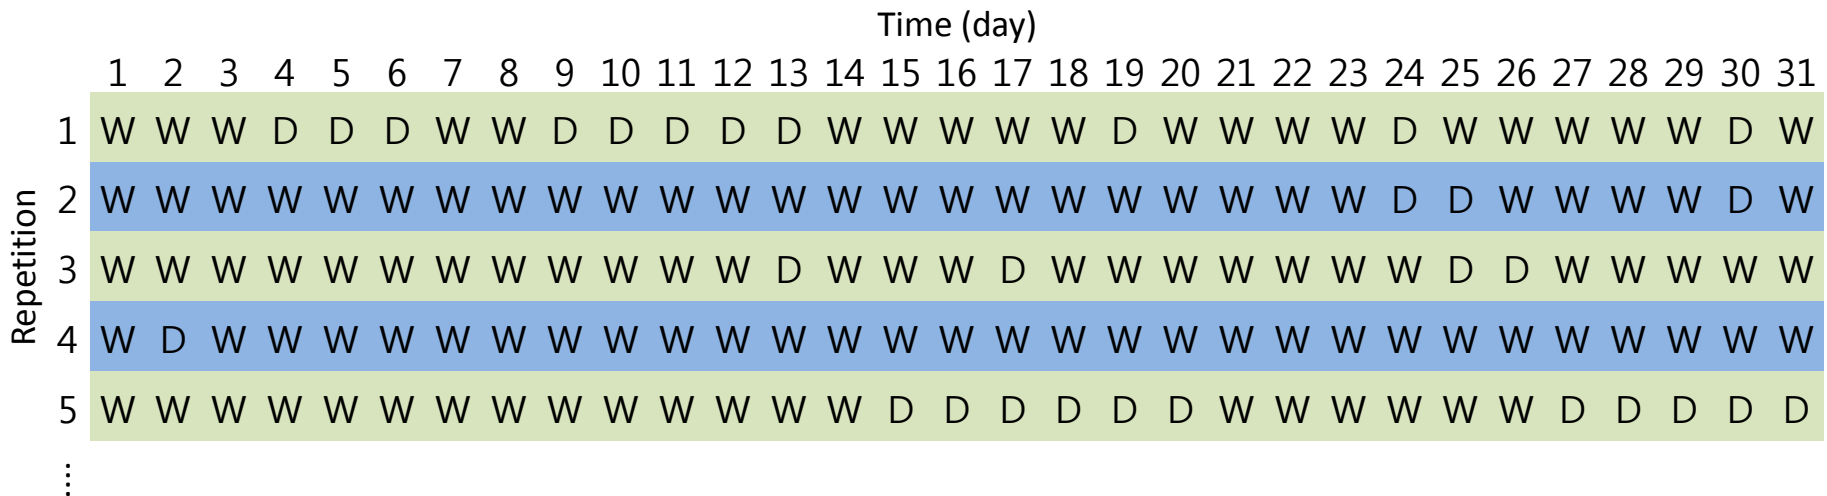 Time (day)
1 2 3 4 5 6 7 8 9 10 11 12 13 14 15 16 17 18 19 20 21 22 23 24 25 26 27 28 29 30 31
Repetition
1 W W W D D D W W D D D D D W W W W W D W W W W D W W W W W D W
2 W W W W W W W W W W W W W W W W W W W W W W W D D W W W W D W
3 W W W W W W W W W W W W D W W W D W W W W W W W D D W W W W W
4 W D W W W W W W W W W W W W W W W W W W W W W W W W W W W W W
5 W W W W W W W W W W W W W W D D D D D D W W W W W W D D D D D
....